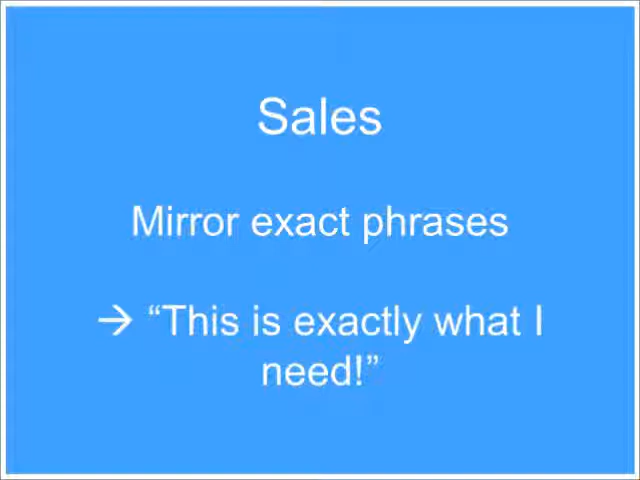 Sales
Mirror exact phrases
→ “This is exactly what I
need!”